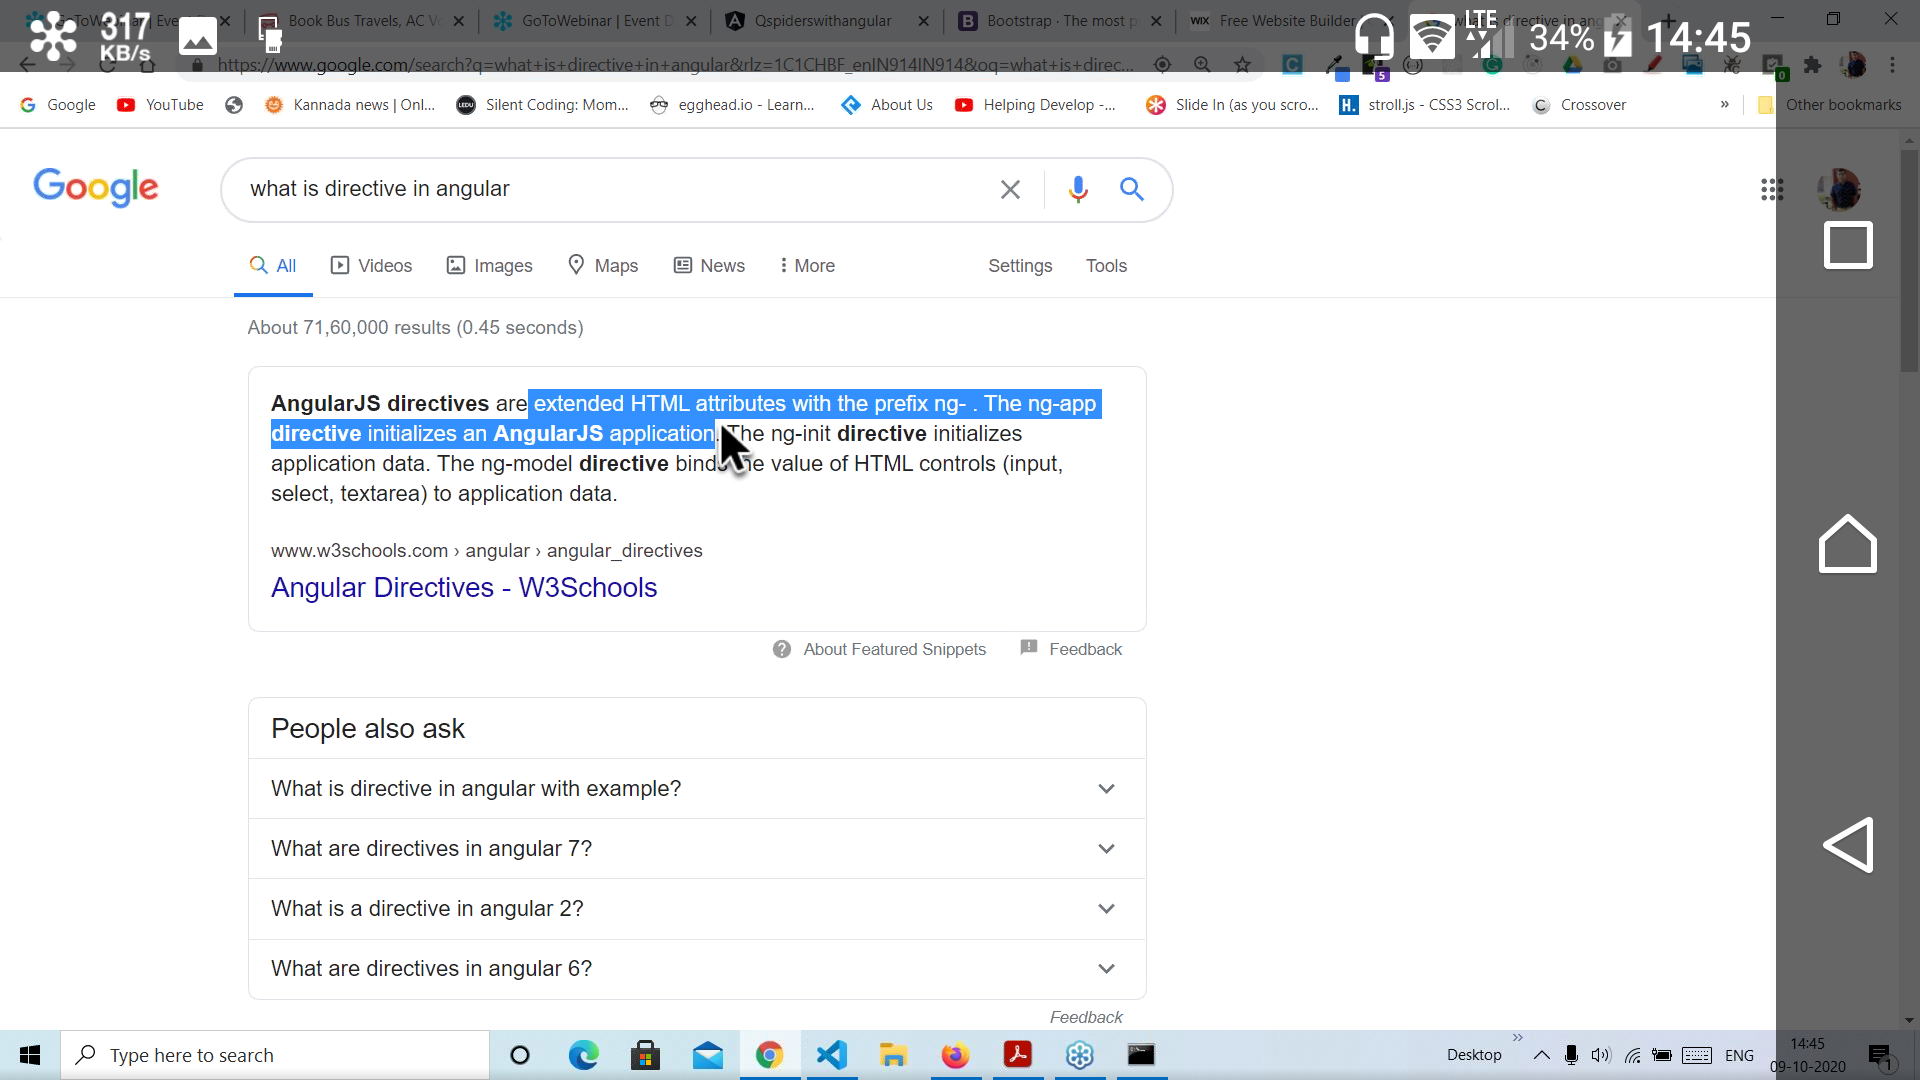 317
KB/s
LTE
34%
14:45
GoToWebinar | Eve
Book Bus Travels, AC V
GoToWebinar | Event D
Qspiderswithangular
Bootstrap · The most p
WIX Free Website Builder
what is directive in ang
https://www.google.com/search?q=what+is+directive+in+angular&rlz=1C1CHBF_enIN914IN914&oq=what+is+direc...
5
0
Google
YouTube
Kannada news | Onl...
Silent Coding: Mom...
egghead.io - Learn...
About Us
Helping Develop -...
Slide In (as you scro...
H. stroll.js - CSS3 Scrol...
Crossover
»
Other bookmarks
Google
what is directive in angular
All
Videos
Images
Maps
News
More
Settings
Tools
About 71,60,000 results (0.45 seconds)
AngularJS directives are extended HTML attributes with the prefix ng- . The ng-app
directive initializes an AngularJS application. The ng-init directive initializes
application data. The ng-model directive binds the value of HTML controls (input,
select, textarea) to application data.
www.w3schools.com › angular › angular_directives
Angular Directives - W3Schools
About Featured Snippets
Feedback
People also ask
What is directive in angular with example?
What are directives in angular 7?
What is a directive in angular 2?
What are directives in angular 6?
Feedback
Type here to search
Desktop
»
ENG
14:45
09-10-2020
1